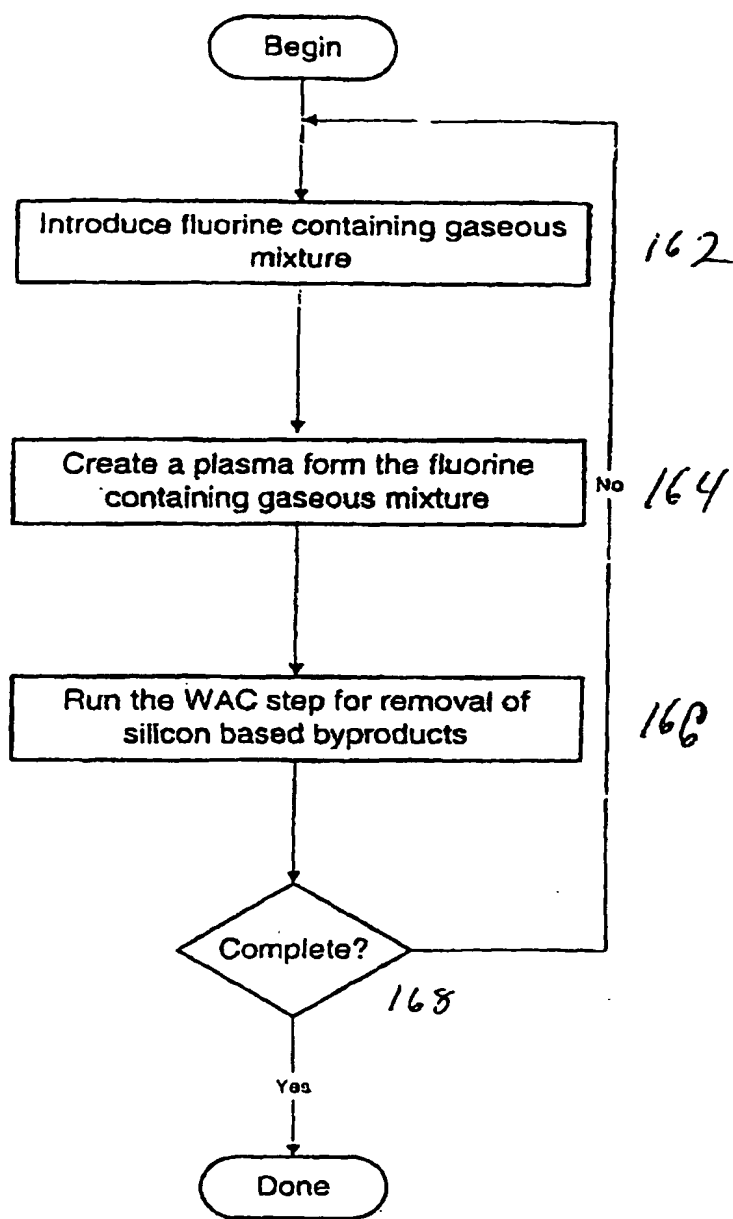 Begin
Introduce fluorine containing gaseous
mixture
162
Create a plasma form the fluorine
containing gaseous mixture
No
164
Run the WAC step for removal of
silicon based byproducts
166
Complete?
168
Yes
Done